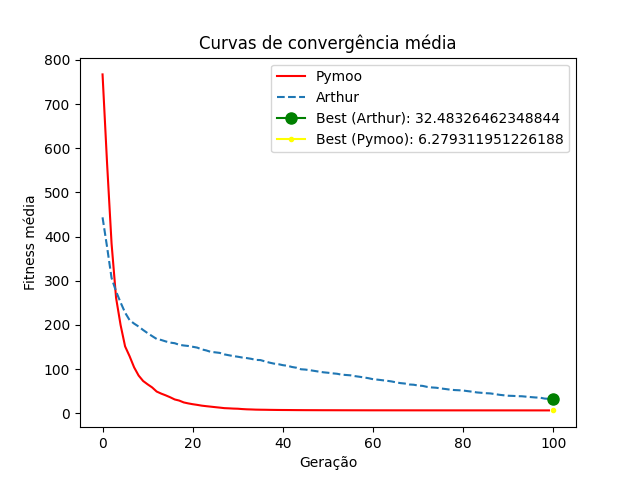 Curvas de convergência média
Pymoo
Arthur
Best (Arthur): 32.48326462348844
Best (Pymoo): 6.279311951226188
Fitness média
800
700
600
500
400
300
200
100
0
0 20 40 60 80 100
Geração